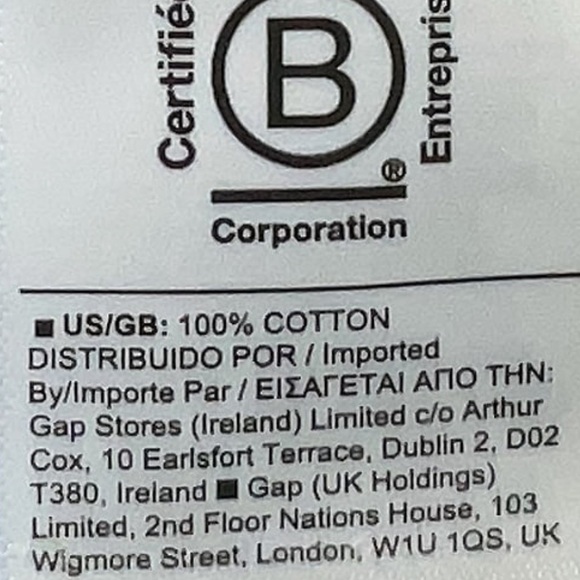 Certifié
B
Entrepris
®
Corporation
■ US/GB: 100% COTTON
DISTRIBUIDO POR / Imported
By/Importe Par / ΕΙΣΑΓΕΤΑΙ ΑΠΟ ΤΗΝ:
Gap Stores (Ireland) Limited c/o Arthur
Cox, 10 Earlsfort Terrace, Dublin 2, D02
T380, Ireland ■ Gap (UK Holdings)
Limited, 2nd Floor Nations House, 103
Wigmore Street, London, W1U 1QS, UK